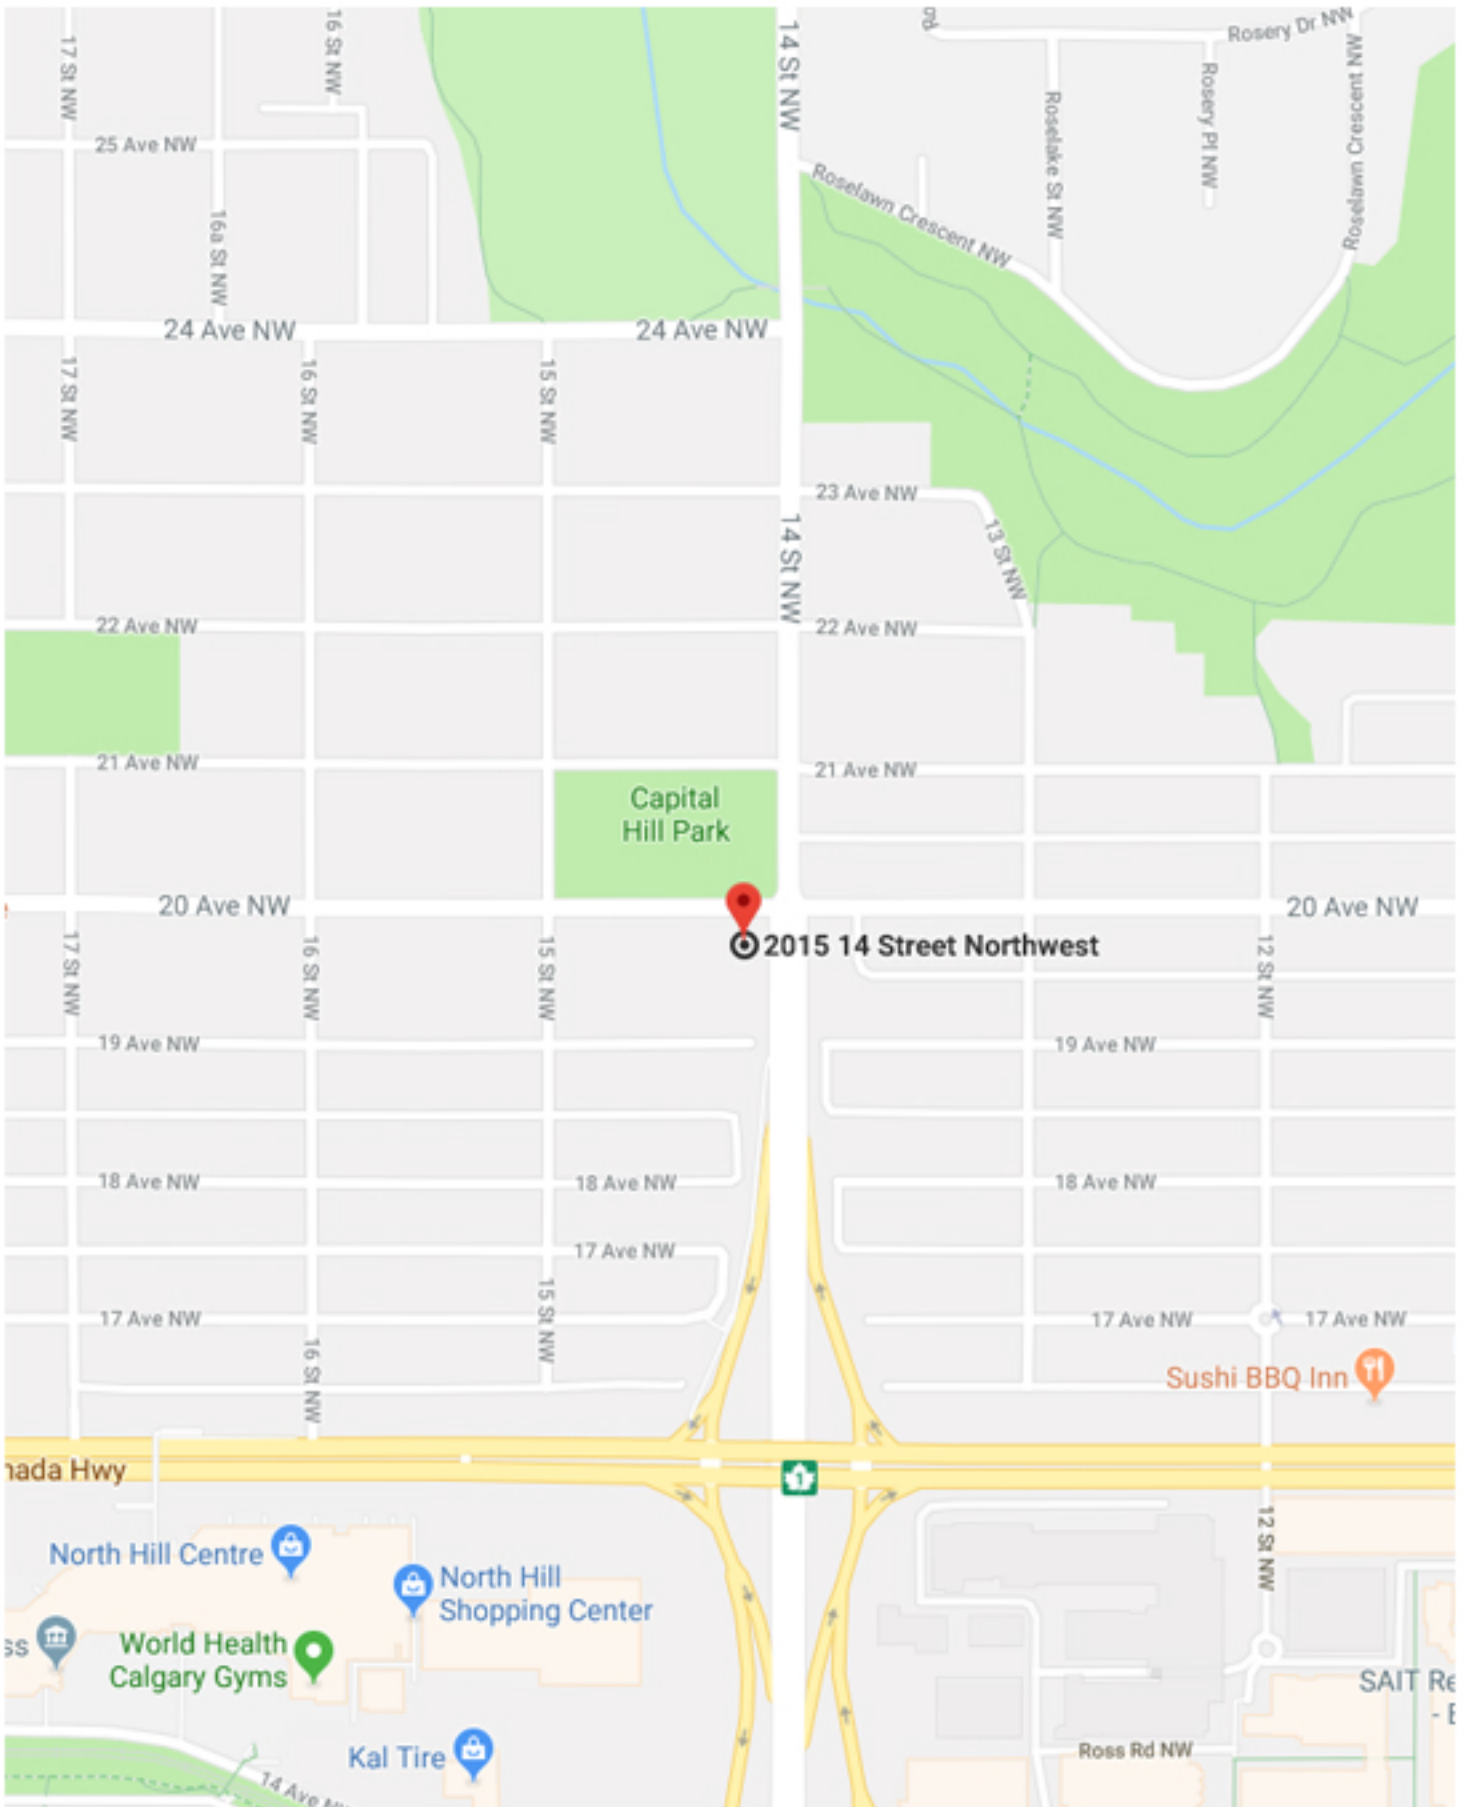 17 St NW
16 St NW
14 St NW
Rosery Dr NW
Roselake St NW
Rosery Pl NW
Roselawn Crescent NW
25 Ave NW
16a St NW
Roselawn Crescent NW
24 Ave NW
24 Ave NW
17 St NW
16 St NW
15 St NW
23 Ave NW
14 St NW
13 St NW
22 Ave NW
22 Ave NW
21 Ave NW
21 Ave NW
Capital
Hill Park
20 Ave NW
20 Ave NW
2015 14 Street Northwest
17 St NW
16 St NW
15 St NW
12 St NW
19 Ave NW
19 Ave NW
18 Ave NW
18 Ave NW
18 Ave NW
17 Ave NW
15 St NW
17 Ave NW
17 Ave NW
17 Ave NW
16 St NW
Sushi BBQ Inn
nada Hwy
1
12 St NW
North Hill Centre
North Hill
Shopping Center
ss
World Health
Calgary Gyms
SAIT Re
Kal Tire
Ross Rd NW
14 Ave